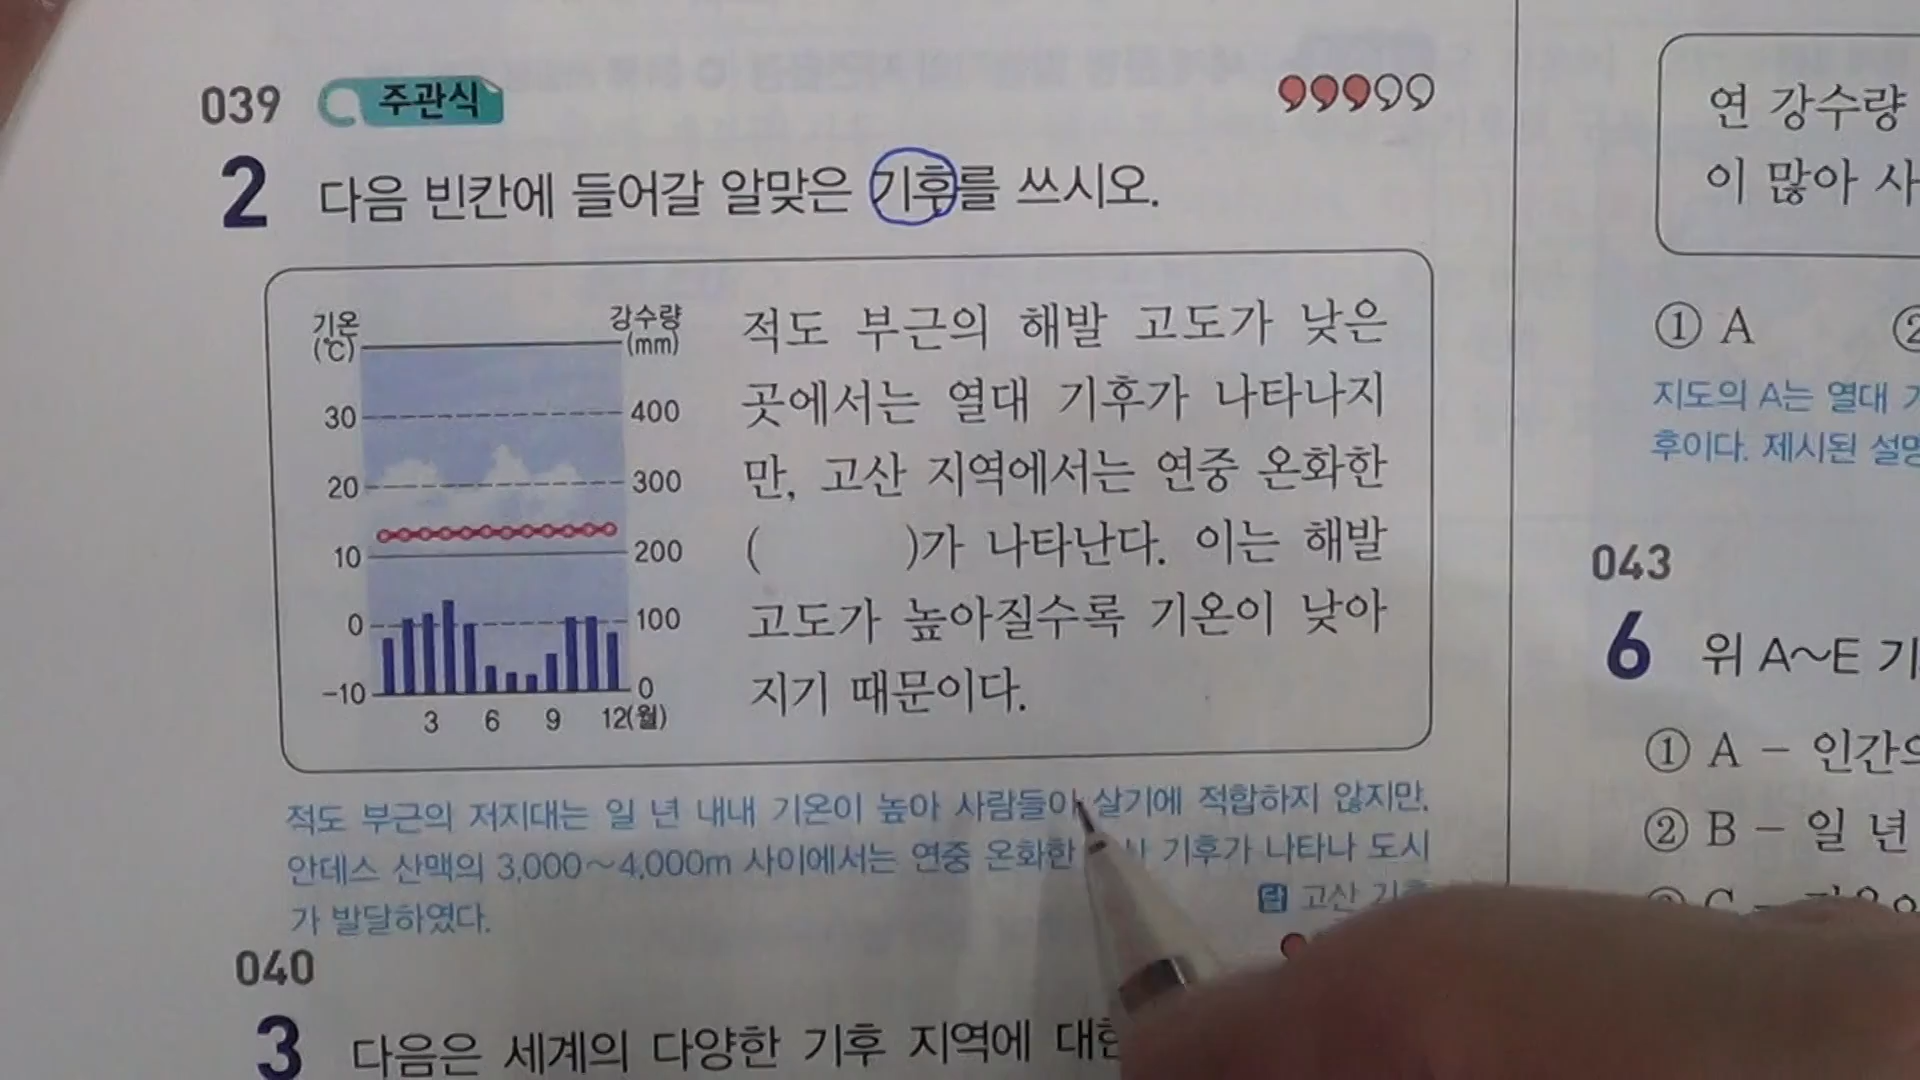 039 주관식
2 다음 빈칸에 들어갈 알맞은 기후를 쓰시오.
기온
(℃)
강수량
(mm)
30
20
10
0
-10
400
300
200
100
0
3 6 9 12(월)
적도 부근의 해발 고도가 낮은
곳에서는 열대 기후가 나타나지
만, 고산 지역에서는 연중 온화한
( )가 나타난다. 이는 해발
고도가 높아질수록 기온이 낮아
지기 때문이다.
적도 부근의 저지대는 일 년 내내 기온이 높아 사람들이 살기에 적합하지 않지만,
안데스 산맥의 3,000~4,000m 사이에서는 연중 온화한 기후가 나타나 도시
가 발달하였다.
답 고산
040
3 다음은 세계의 다양한 기후 지역에
연 강수량
이 많아
① A
지도의 A는 열대
후이다. 제시된
043
6 위 A~E
① A - 인간
② B - 일 년